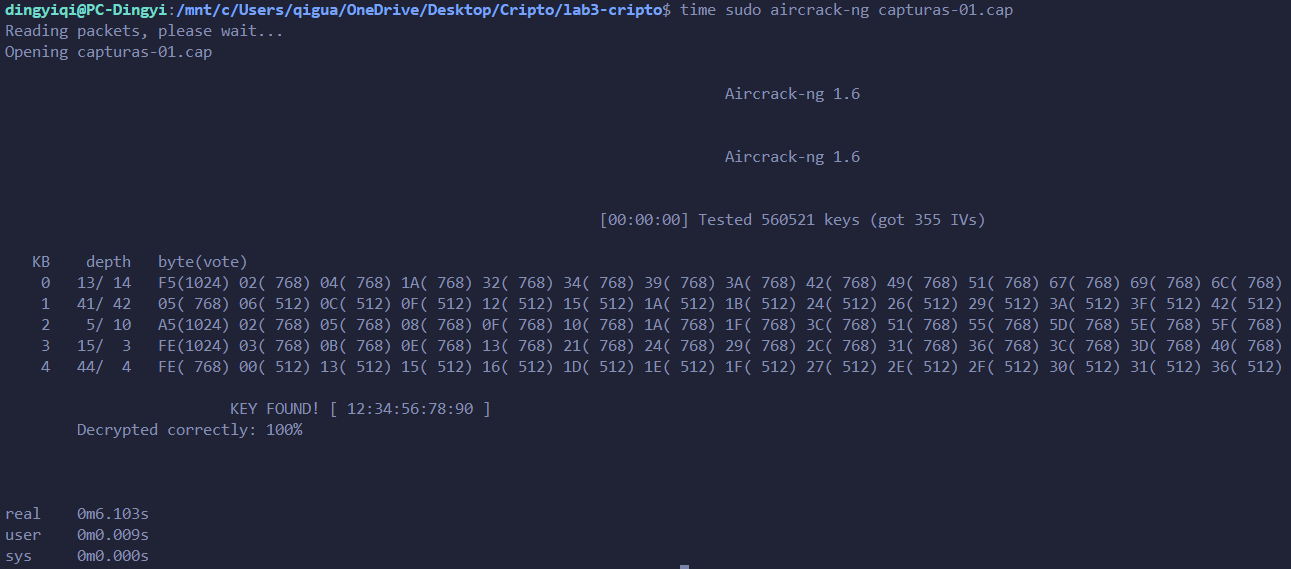 dingyiqi@PC-Dingyi:/mnt/c/Users/qigua/OneDrive/Desktop/Cripto/lab3-cripto$ time sudo aircrack-ng capturas-01.cap
Reading packets, please wait...
Opening capturas-01.cap
Aircrack-ng 1.6
Aircrack-ng 1.6
[00:00:00] Tested 560521 keys (got 355 IVs)
KB depth byte(vote)
0 13/ 14 F5(1024) 02( 768) 04( 768) 1A( 768) 32( 768) 34( 768) 39( 768) 3A( 768) 42( 768) 49( 768) 51( 768) 67( 768) 69( 768) 6C( 768)
1 41/ 42 05( 768) 06( 512) 0C( 512) 0F( 512) 12( 512) 15( 512) 1A( 512) 1B( 512) 24( 512) 26( 512) 29( 512) 3A( 512) 3F( 512) 42( 512)
2 5/ 10 A5(1024) 02( 768) 05( 768) 08( 768) 0F( 768) 10( 768) 1A( 768) 1F( 768) 3C( 768) 51( 768) 55( 768) 5D( 768) 5E( 768) 5F( 768)
3 15/ 3 FE(1024) 03( 768) 0B( 768) 0E( 768) 13( 768) 21( 768) 24( 768) 29( 768) 2C( 768) 31( 768) 36( 768) 3C( 768) 3D( 768) 40( 768)
4 44/ 4 FE( 768) 00( 512) 13( 512) 15( 512) 16( 512) 1D( 512) 1E( 512) 1F( 512) 27( 512) 2E( 512) 2F( 512) 30( 512) 31( 512) 36( 512)
KEY FOUND! [ 12:34:56:78:90 ]
Decrypted correctly: 100%
real 0m6.103s
user 0m0.009s
sys 0m0.000s